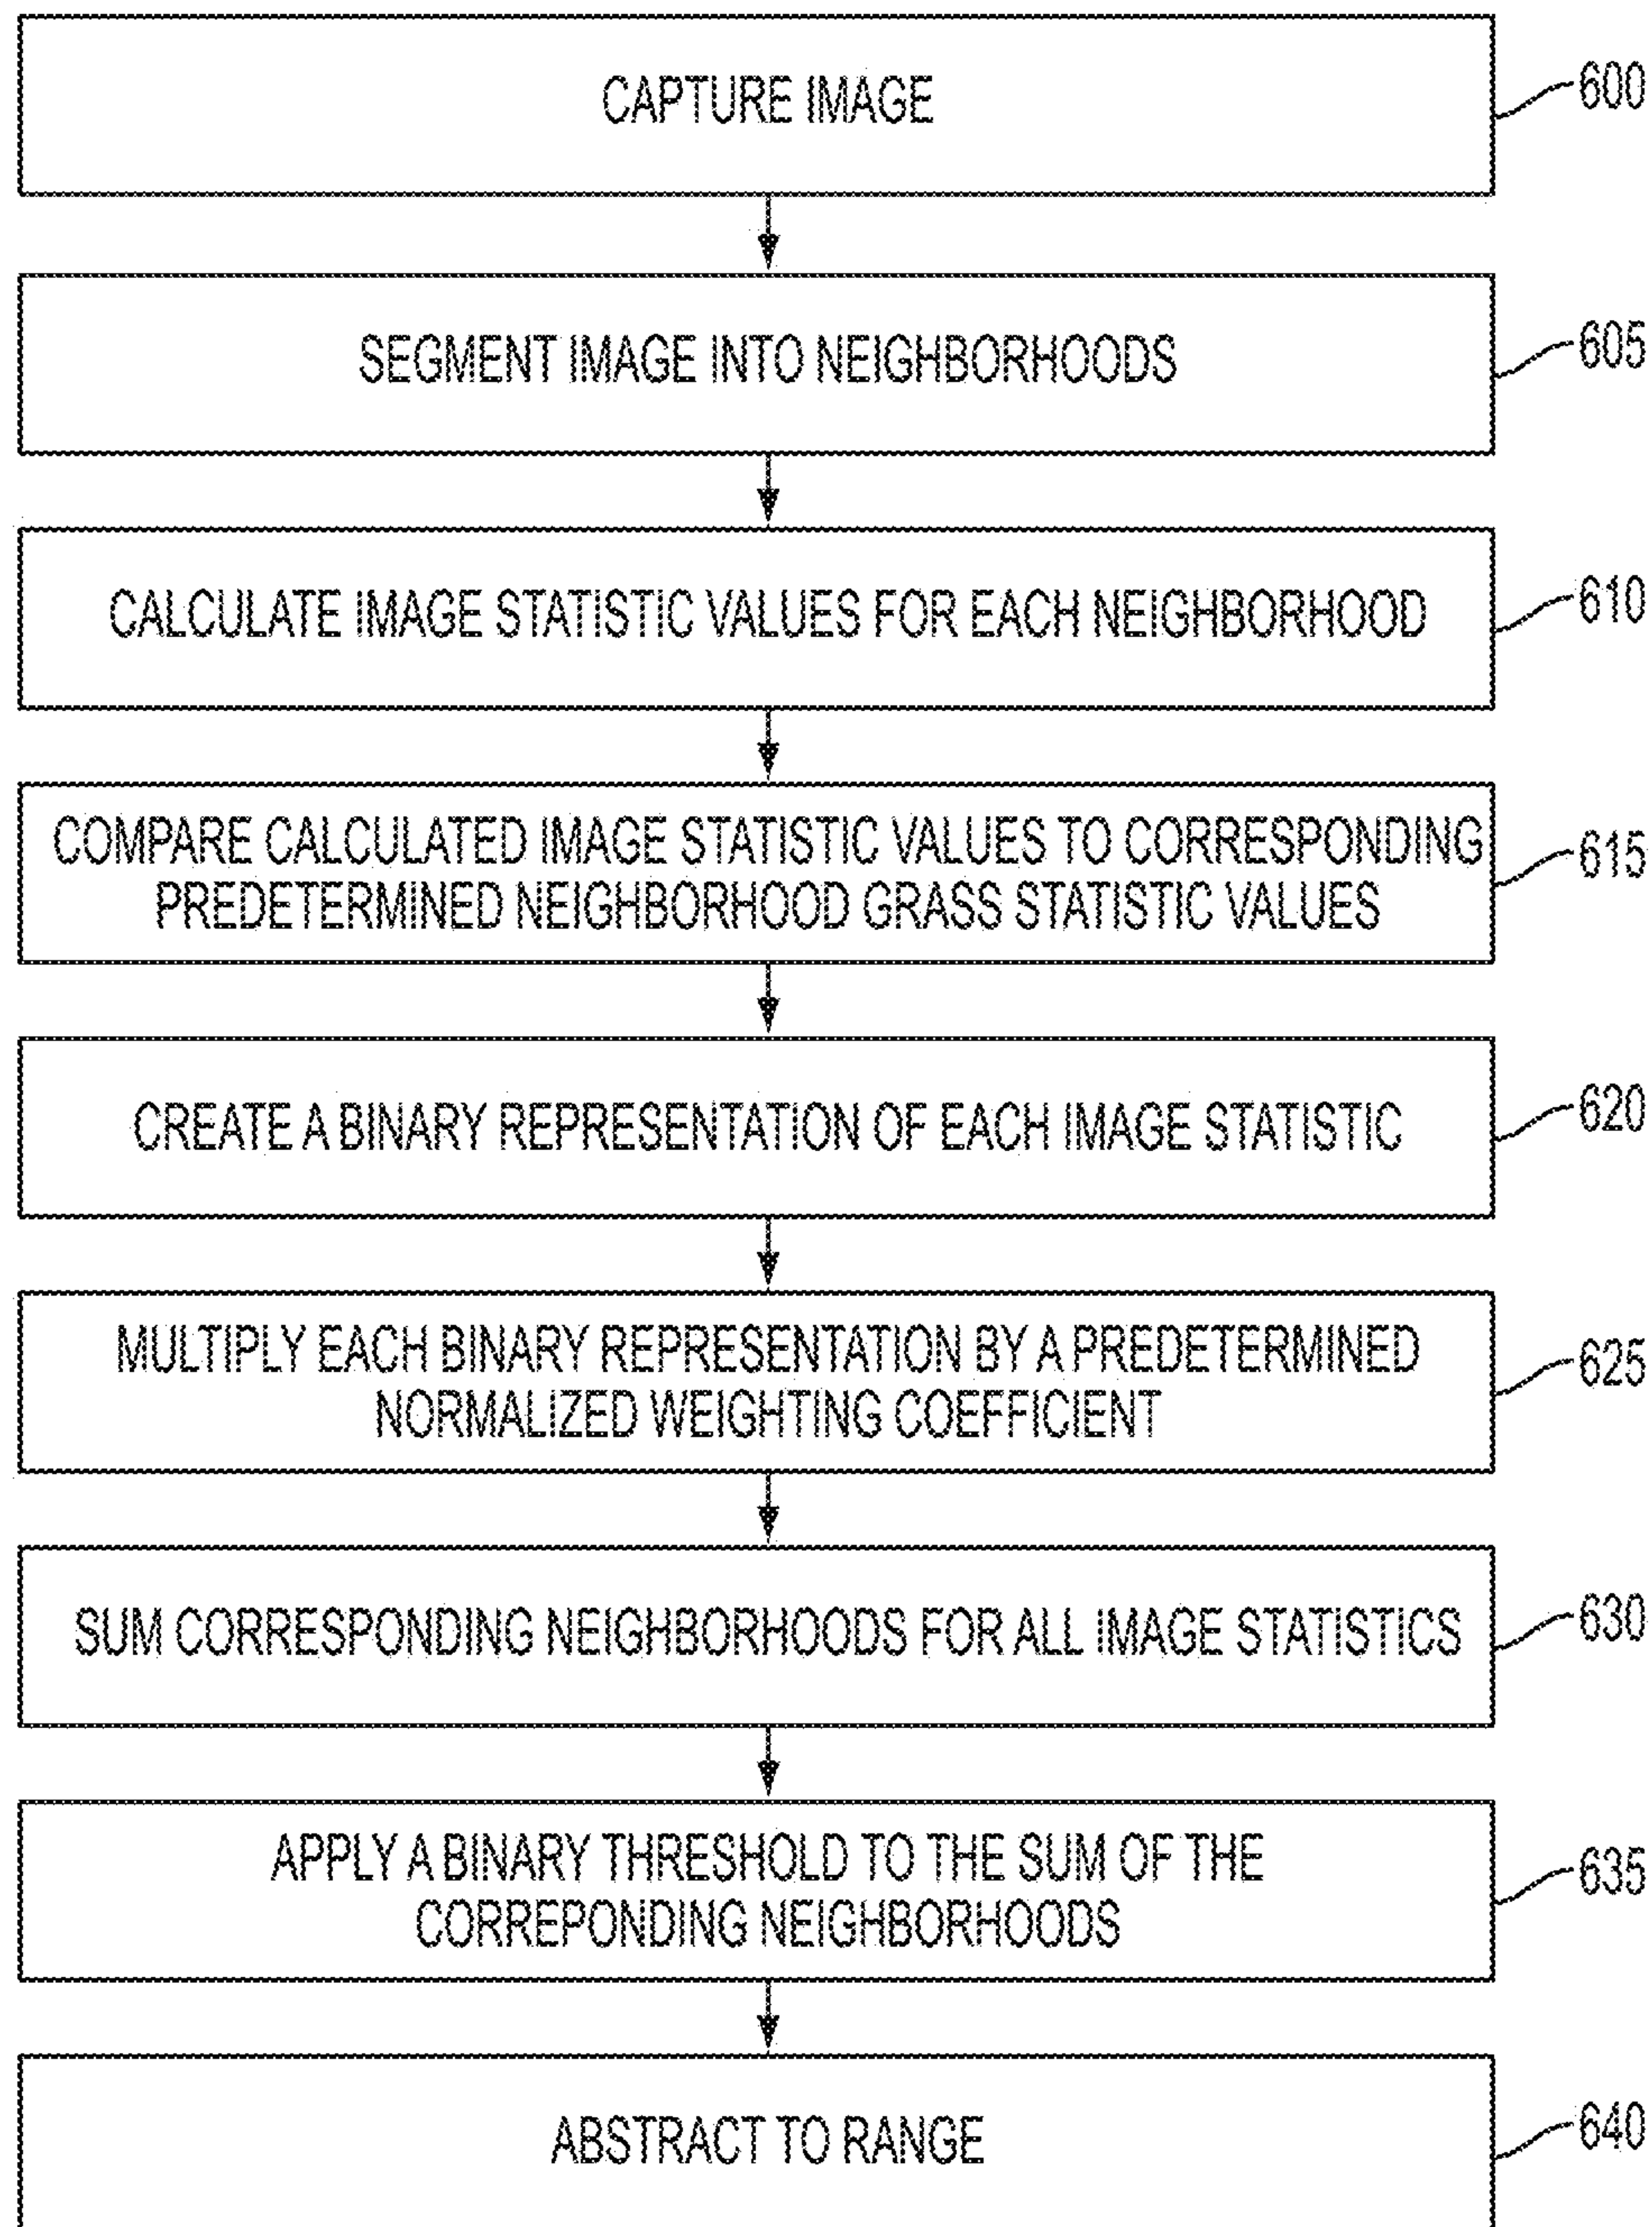 CAPTURE IMAGE
600
SEGMENT IMAGE INTO NEIGHBORHOODS
605
CALCULATE IMAGE STATISTIC VALUES FOR EACH NEIGHBORHOOD
610
COMPARE CALCULATED IMAGE STATISTIC VALUES TO CORRESPONDING
PREDETERMINED NEIGHBORHOOD GRASS STATISTIC VALUES
615
CREATE A BINARY REPRESENTATION OF EACH IMAGE STATISTIC
620
MULTIPLY EACH BINARY REPRESENTATION BY A PREDETERMINED
NORMALIZED WEIGHTING COEFFICIENT
625
SUM CORRESPONDING NEIGHBORHOODS FOR ALL IMAGE STATISTICS
630
APPLY A BINARY THRESHOLD TO THE SUM OF THE
CORREPONDING NEIGHBORHOODS
635
ABSTRACT TO RANGE
640